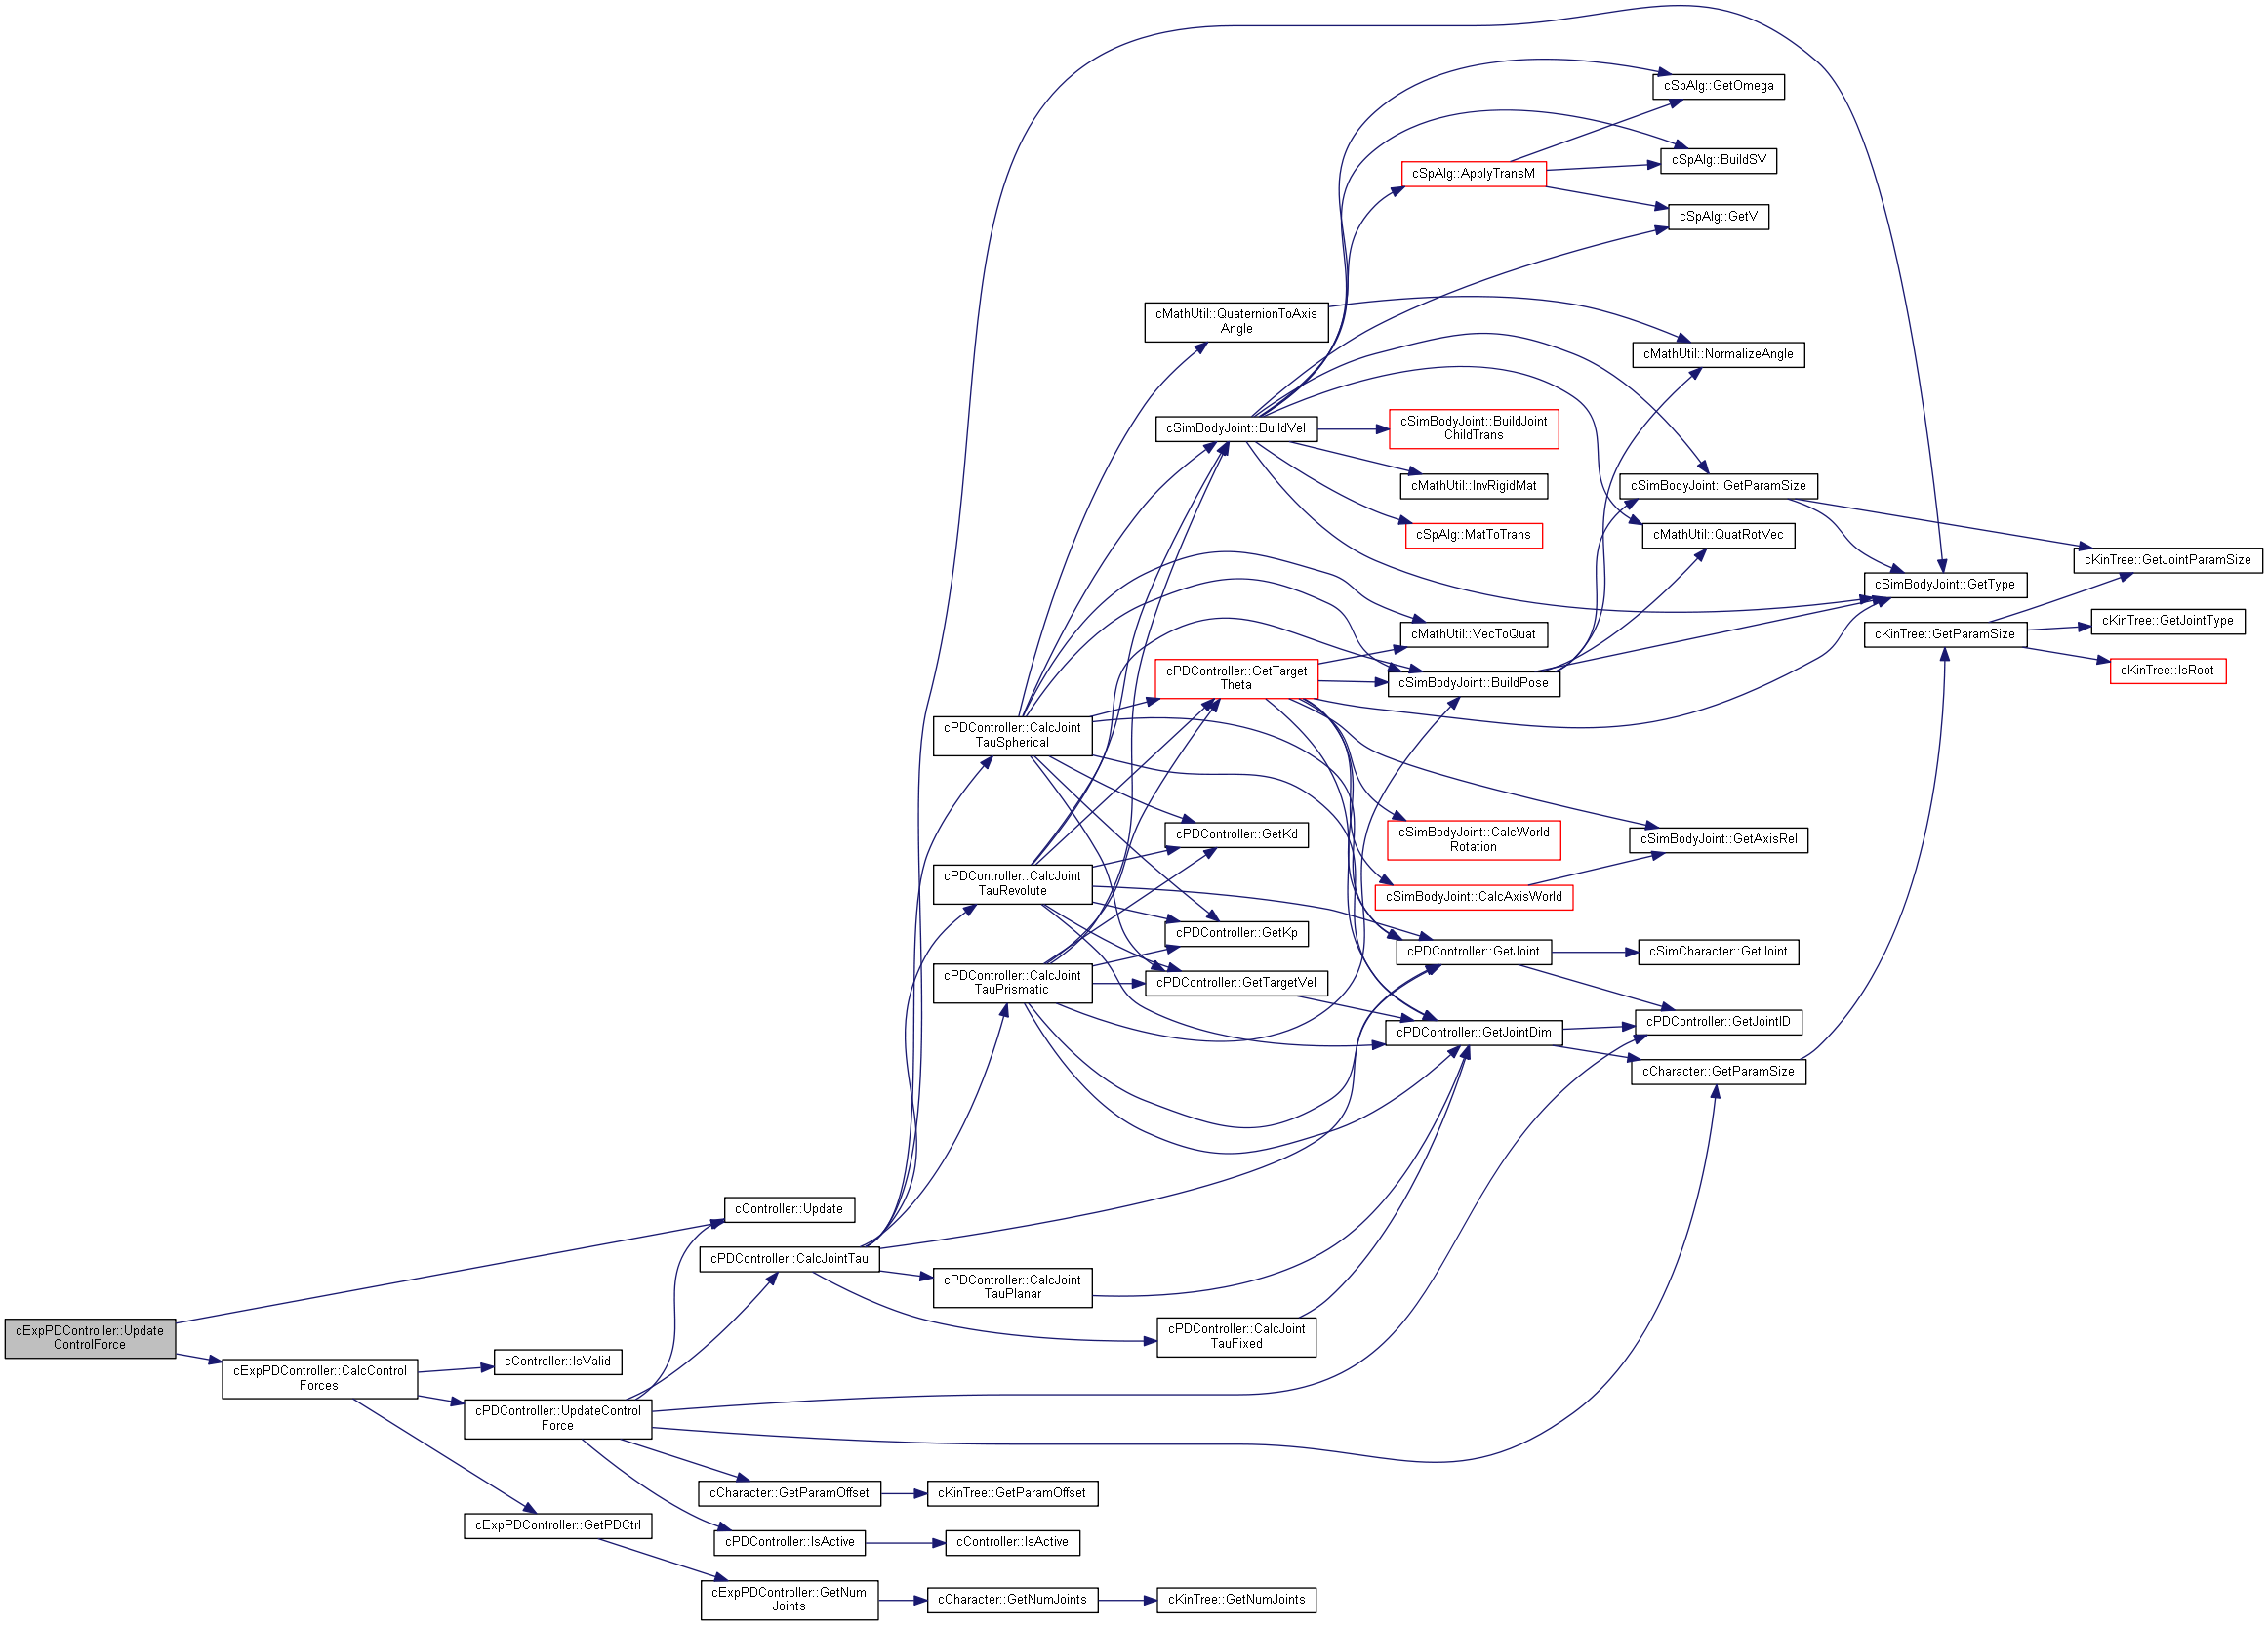 cExpPDController::Update
ControlForce
cController::Update
cExpPDController::CalcControl
Forces
cController::IsValid
cPDController::UpdateControl
Force
cExpPDController::GetPDCtrl
cPDController::CalcJointTau
cCharacter::GetParamOffset
cPDController::IsActive
cExpPDController::GetNum
Joints
cPDController::CalcJoint
TauSpherical
cPDController::CalcJoint
TauRevolute
cPDController::CalcJoint
TauPrismatic
cPDController::CalcJoint
TauPlanar
cPDController::CalcJoint
TauFixed
cKinTree::GetParamOffset
cController::IsActive
cCharacter::GetNumJoints
cKinTree::GetNumJoints
cMathUtil::QuaternionToAxis
Angle
cSimBodyJoint::BuildVel
cPDController::GetTarget
Theta
cPDController::GetKd
cPDController::GetKp
cPDController::GetTargetVel
cSpAlg::ApplyTransM
cSimBodyJoint::BuildJoint
ChildTrans
cMathUtil::InvRigidMat
cSpAlg::MatToTrans
cMathUtil::VecToQuat
cSimBodyJoint::BuildPose
cSimBodyJoint::CalcWorld
Rotation
cSimBodyJoint::CalcAxisWorld
cPDController::GetJoint
cPDController::GetJointDim
cSpAlg::GetOmega
cSpAlg::BuildSV
cSpAlg::GetV
cMathUtil::NormalizeAngle
cSimBodyJoint::GetParamSize
cMathUtil::QuatRotVec
cSimBodyJoint::GetAxisRel
cSimCharacter::GetJoint
cPDController::GetJointID
cCharacter::GetParamSize
cSimBodyJoint::GetType
cKinTree::GetParamSize
cKinTree::GetJointParamSize
cKinTree::GetJointType
cKinTree::IsRoot